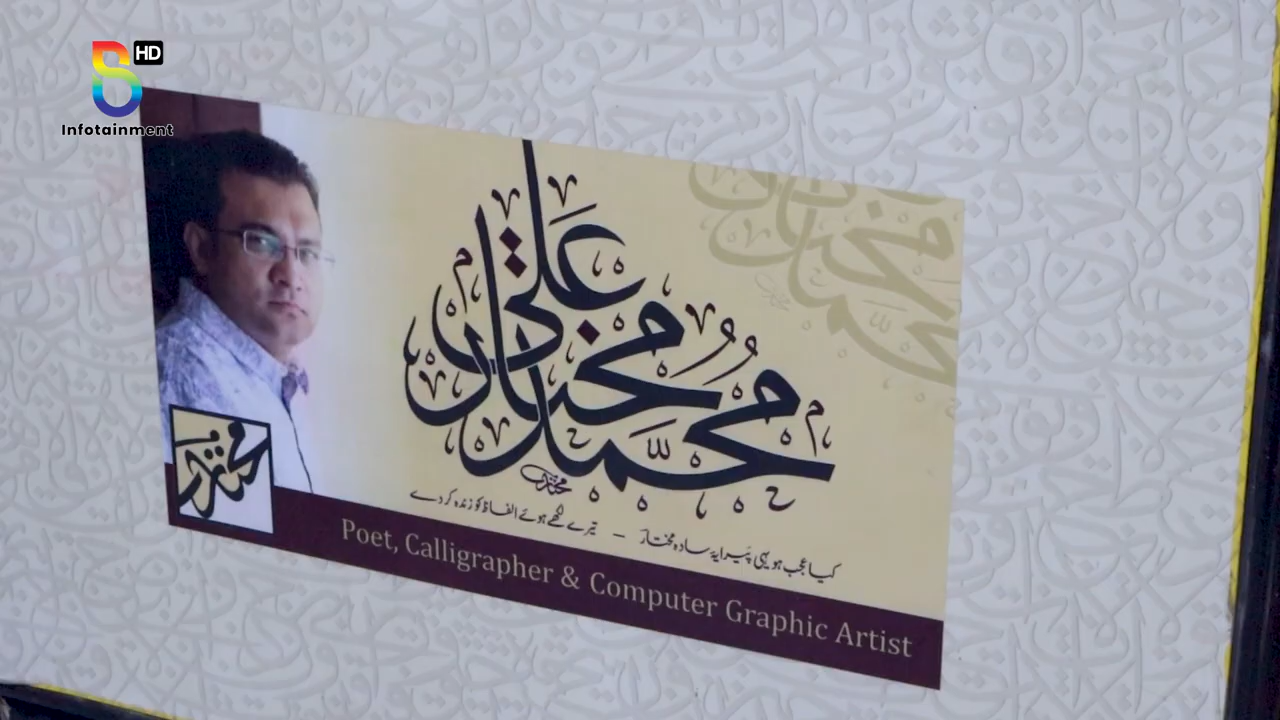 HD
Infotainment
محمد مختار علی
کیا عجب ہو یہی پیرایۂ سادہ مختار – تیرے لکھے ہوئے الفاظ کو زندہ کر دے
Poet, Calligrapher & Computer Graphic Artist